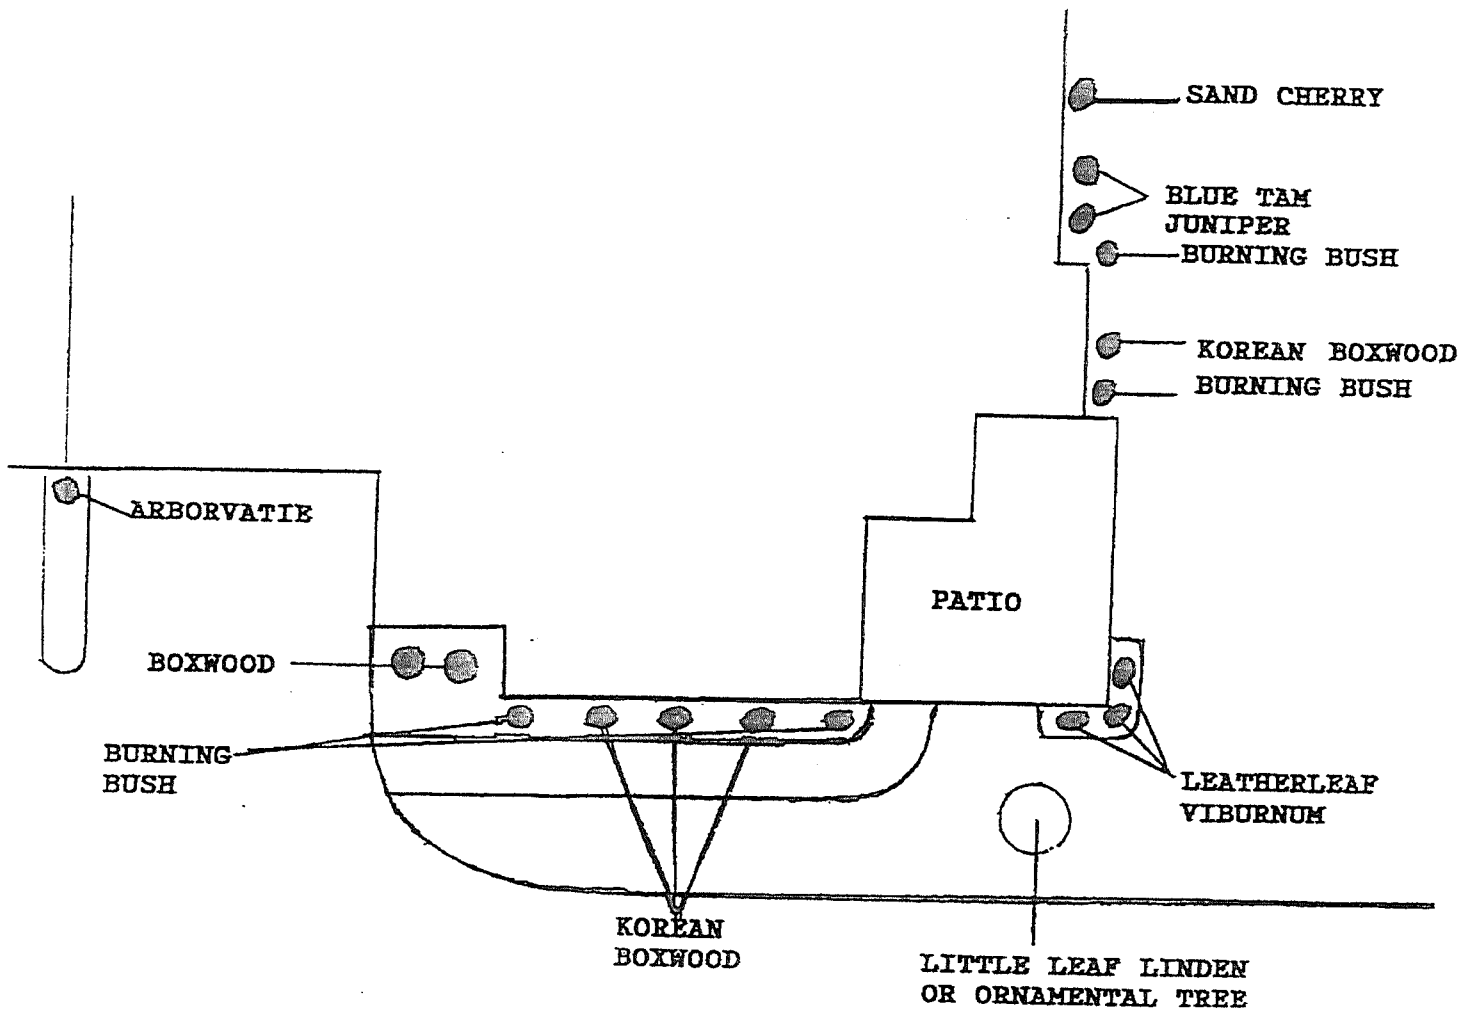 SAND CHERRY
BLUE TAM
JUNIPER
BURNING BUSH
KOREAN BOXWOOD
BURNING BUSH
ARBORVATIE
PATIO
BOXWOOD
BURNING
BUSH
LEATHERLEAF
VIBURNUM
KOREAN
BOXWOOD
LITTLE LEAF LINDEN
OR ORNAMENTAL TREE